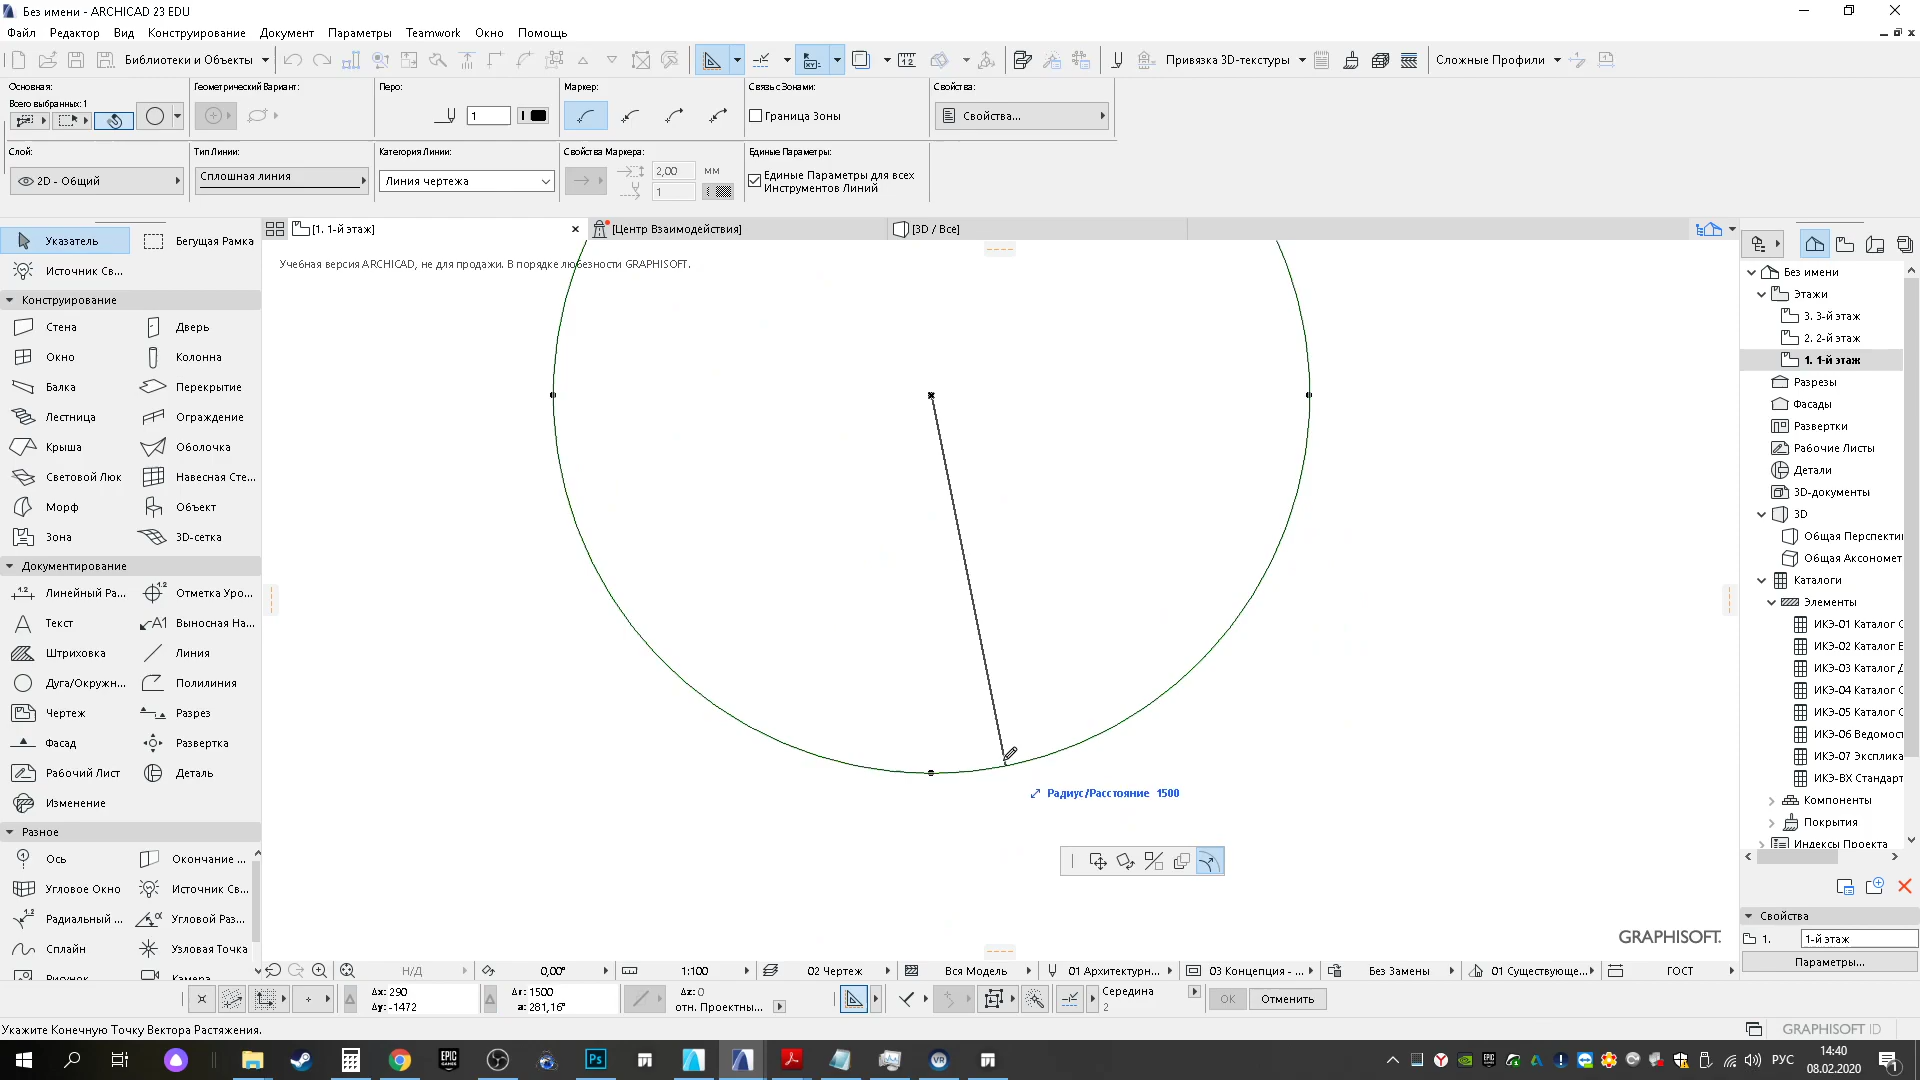 Без имени - ARCHICAD 23 EDU
Файл Редактор Вид Конструирование Документ Параметры Teamwork Окно Помощь
Библиотеки и Объекты Привязка 3D-текстуры Сложные Профили
Основная: Геометрический Вариант: Перо: Маркер: Связь с Зонами: Свойства:
Всего выбранных: 1
1 Граница Зоны Свойства...
Слой: Тип Линии: Категория Линии: Свойства Маркера: Единые Параметры:
2D - Общий Сплошная линия Линия чертежа 2,00 мм Единые Параметры для всех
1 Инструментов Линий
[1. 1-й этаж] [Центр Взаимодействия] [3D / Все]
Учебная версия ARCHICAD, не для продажи. В порядке любезности GRAPHISOFT.
Указатель Бегущая Рамка
Источник Св...
Конструирование
Стена Дверь
Окно Колонна
Балка Перекрытие
Лестница Ограждение
Крыша Оболочка
Световой Люк Навесная Сте...
Морф Объект
Зона 3D-сетка
Документирование
Линейный Ра... Отметка Уро...
Текст Выносная На...
Штриховка Линия
Дуга/Окружн... Полилиния
Чертеж Разрез
Фасад Развертка
Рабочий Лист Деталь
Изменение
Разное
Ось Окончание ...
Угловое Окно Источник Св...
Радиальный ... Угловой Раз...
Сплайн Узловая Точка
Рисунок Камера
Радиус/Расстояние 1500
GRAPHISOFT.
Без имени
Этажи
3. 3-й этаж
2. 2-й этаж
1. 1-й этаж
Разрезы
Фасады
Развертки
Рабочие Листы
Детали
3D-документы
3D
Общая Перспекти
Общая Аксономет
Каталоги
Элементы
ИКЭ-01 Каталог С
ИКЭ-02 Каталог Е
ИКЭ-03 Каталог Д
ИКЭ-04 Каталог С
ИКЭ-05 Каталог С
ИКЭ-06 Ведомост
ИКЭ-07 Экспликa
ИКЭ-ВХ Стандарт
Компоненты
Покрытия
Индексы Проекта
Свойства
1. 1-й этаж
Параметры...
Н/Д 0,00° 1:100 02 Чертеж Вся Модель 01 Архитектурн... 03 Концепция - ... Без Замены 01 Существующе... ГОСТ
Δx: 290 Δr: 1500 Δz: 0 Середина
Δy: -1472 a: 281,16° отн. Проектны... 2 ОК Отменить
Укажите Конечную Точку Вектора Растяжения. GRAPHISOFT ID
РУС 14:40
08.02.2020